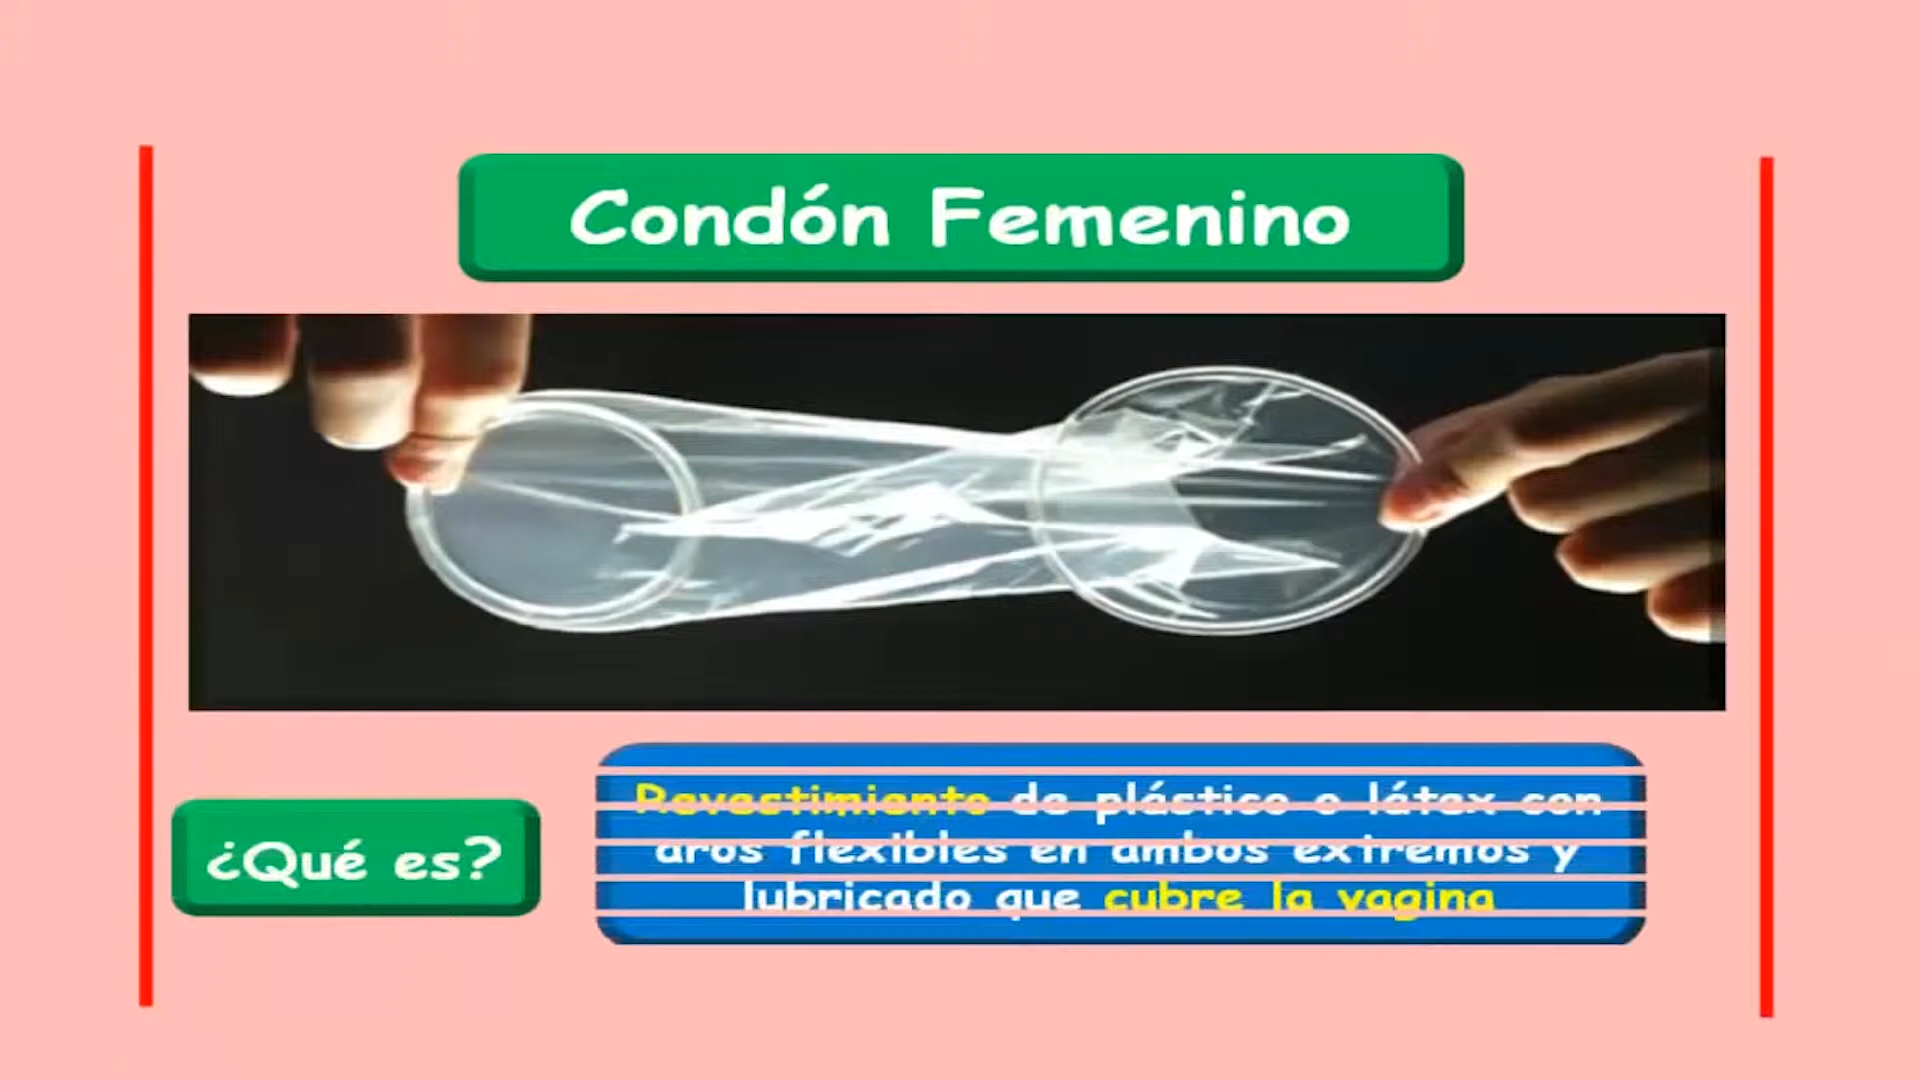 Condón Femenino
¿Qué es?
Revestimiento de plástico o látex con
aros flexibles en ambos extremos y
lubricado que cubre la vagina